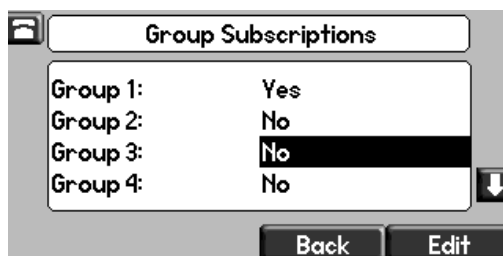 Group Subscriptions
Group 1: Yes
Group 2: No
Group 3: No
Group 4: No
Back Edit